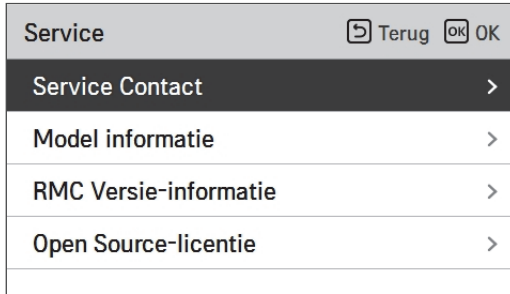 Service Terug OK OK
Service Contact
Model informatie
RMC Versie-informatie
Open Source-licentie